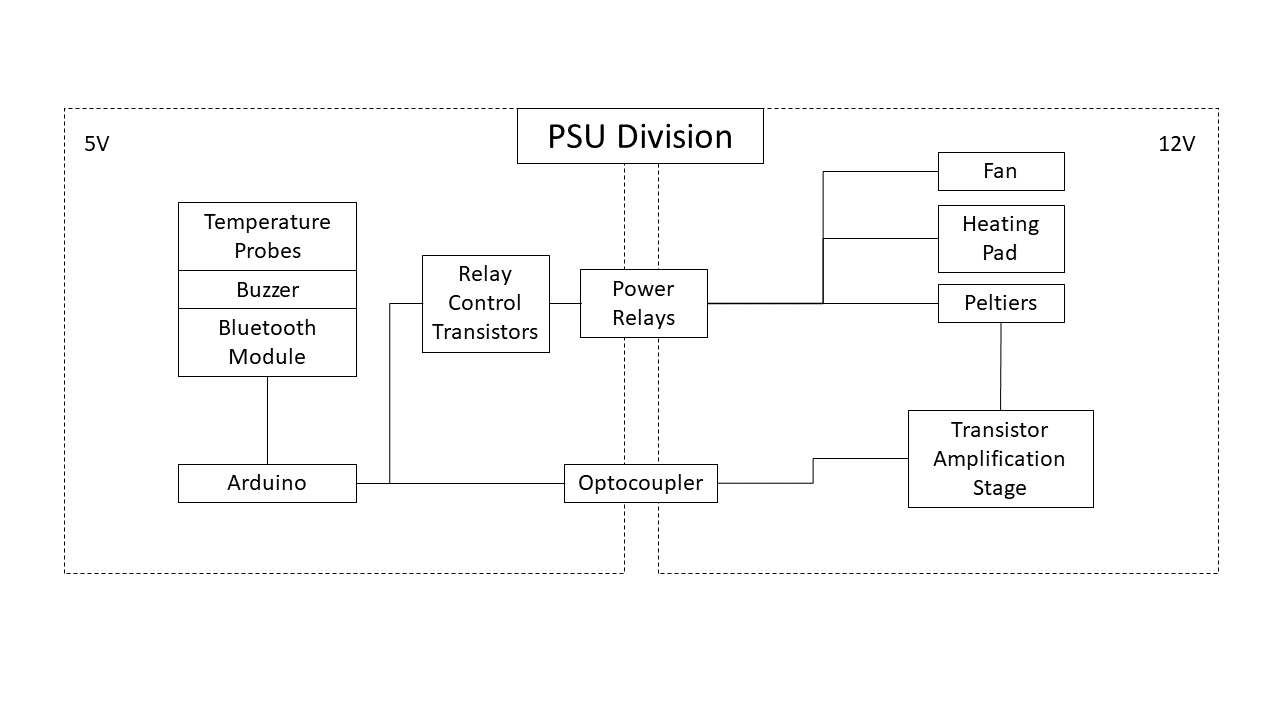 PSU Division
5V
12V
Temperature
Probes
Buzzer
Bluetooth
Module
Arduino
Relay
Control
Transistors
Power
Relays
Optocoupler
Fan
Heating
Pad
Peltiers
Transistor
Amplification
Stage